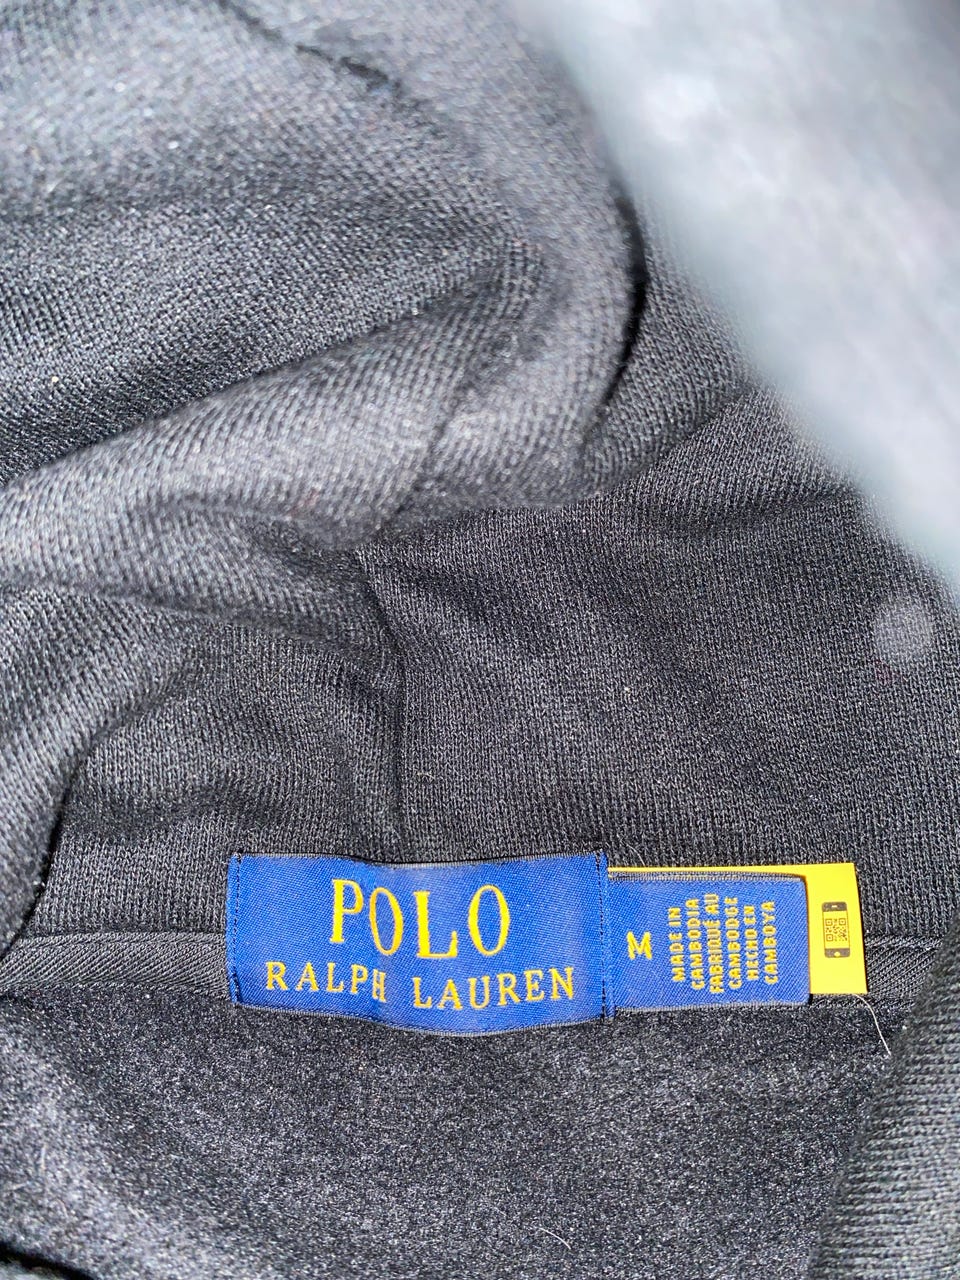 POLO
RALPH LAUREN
M
MADE IN
CAMBODIA
FABRIQUÉ AU
CAMBODGE
HECHO EN
CAMBOYA